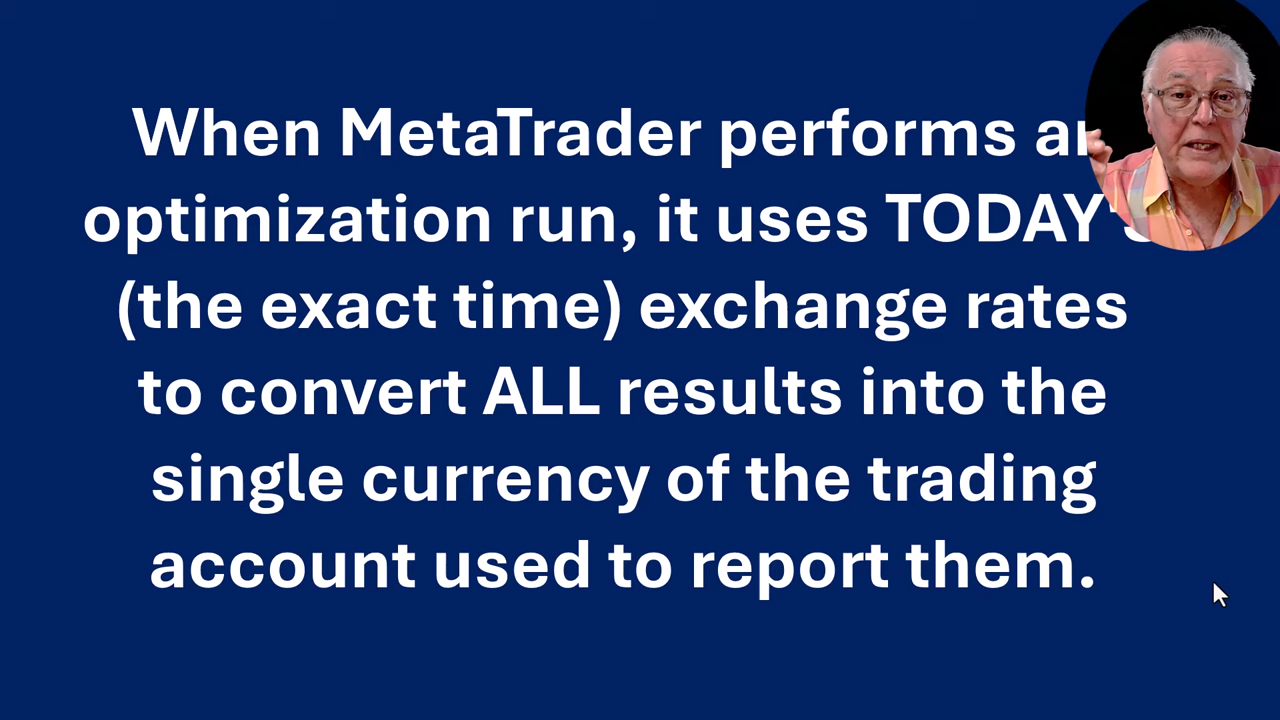 When MetaTrader performs an
optimization run, it uses TODAY's
(the exact time) exchange rates
to convert ALL results into the
single currency of the trading
account used to report them.